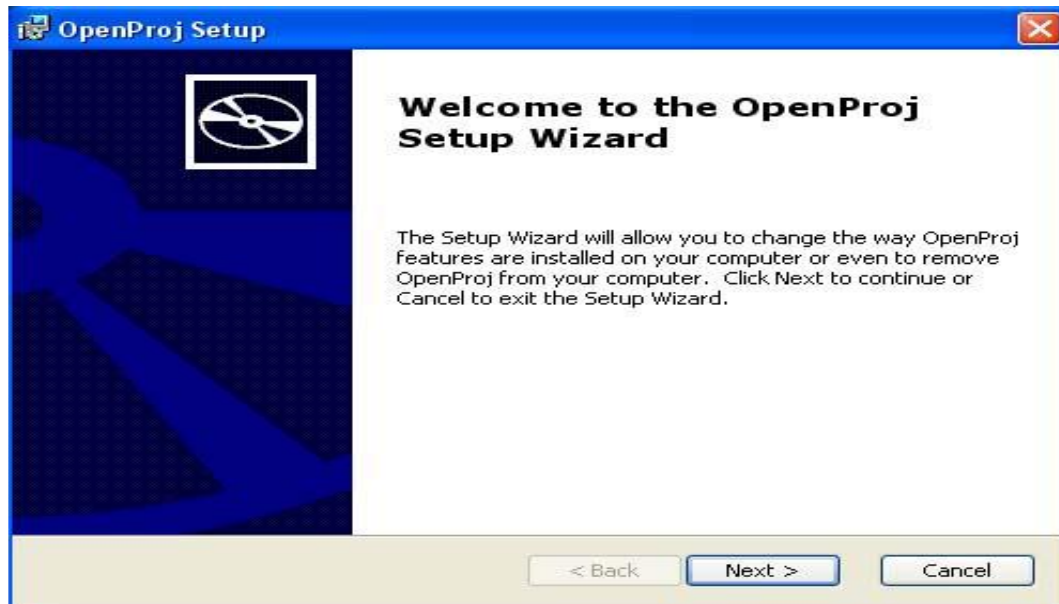 OpenProj Setup
Welcome to the OpenProj
Setup Wizard
The Setup Wizard will allow you to change the way OpenProj
features are installed on your computer or even to remove
OpenProj from your computer. Click Next to continue or
Cancel to exit the Setup Wizard.
< Back Next > Cancel